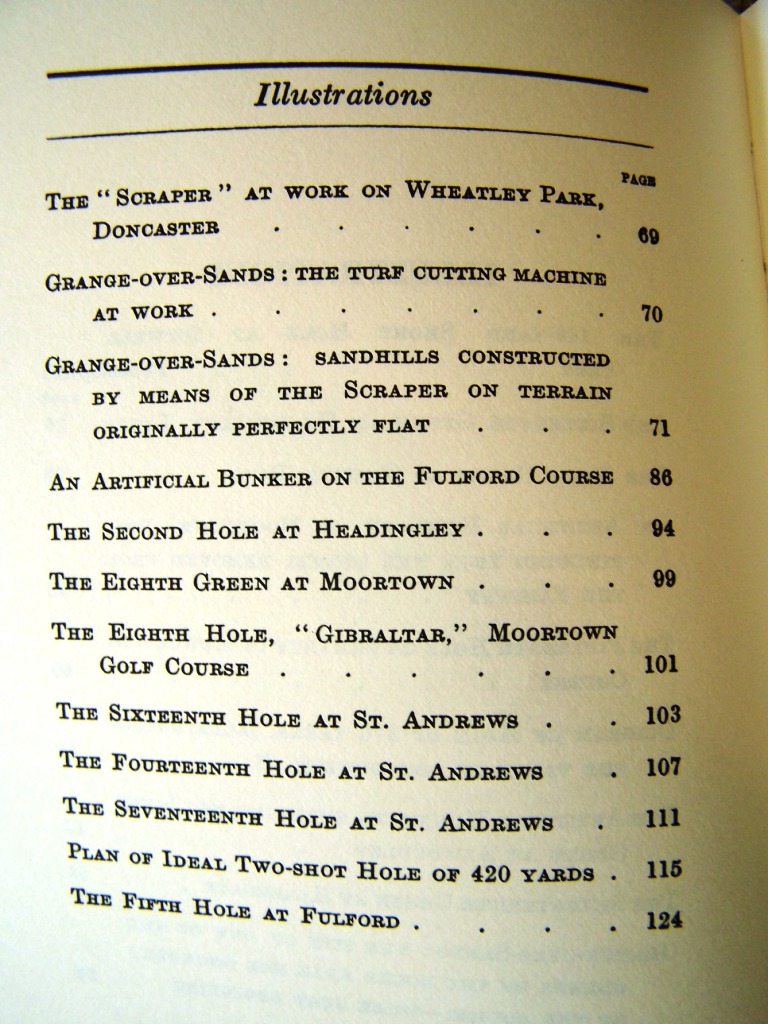 Illustrations
PAGE
The "Scraper" at work on Wheatley Park,
Doncaster . . . . . . 69
Grange-over-Sands : the turf cutting machine
at work . . . . . . . 70
Grange-over-Sands : sandhills constructed
by means of the Scraper on terrain
originally perfectly flat . . . 71
An Artificial Bunker on the Fulford Course 86
The Second Hole at Headingley . . . 94
The Eighth Green at Moortown . . . 99
The Eighth Hole, "Gibraltar," Moortown
Golf Course . . . . . . 101
The Sixteenth Hole at St. Andrews . . 103
The Fourteenth Hole at St. Andrews . 107
The Seventeenth Hole at St. Andrews . 111
Plan of Ideal Two-shot Hole of 420 yards . 115
The Fifth Hole at Fulford . . . . 124